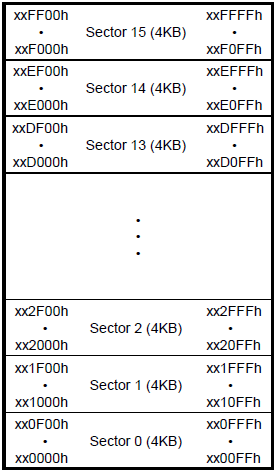 xxFF00h xxFFFFh
• Sector 15 (4KB) •
xxF000h xxF0FFh
xxEF00h xxEFFFh
• Sector 14 (4KB) •
xxE000h xxE0FFh
xxDF00h xxDFFFh
• Sector 13 (4KB) •
xxD000h xxD0FFh
•
•
•
xx2F00h xx2FFFh
• Sector 2 (4KB) •
xx2000h xx20FFh
xx1F00h xx1FFFh
• Sector 1 (4KB) •
xx1000h xx10FFh
xx0F00h xx0FFFh
• Sector 0 (4KB) •
xx0000h xx00FFh